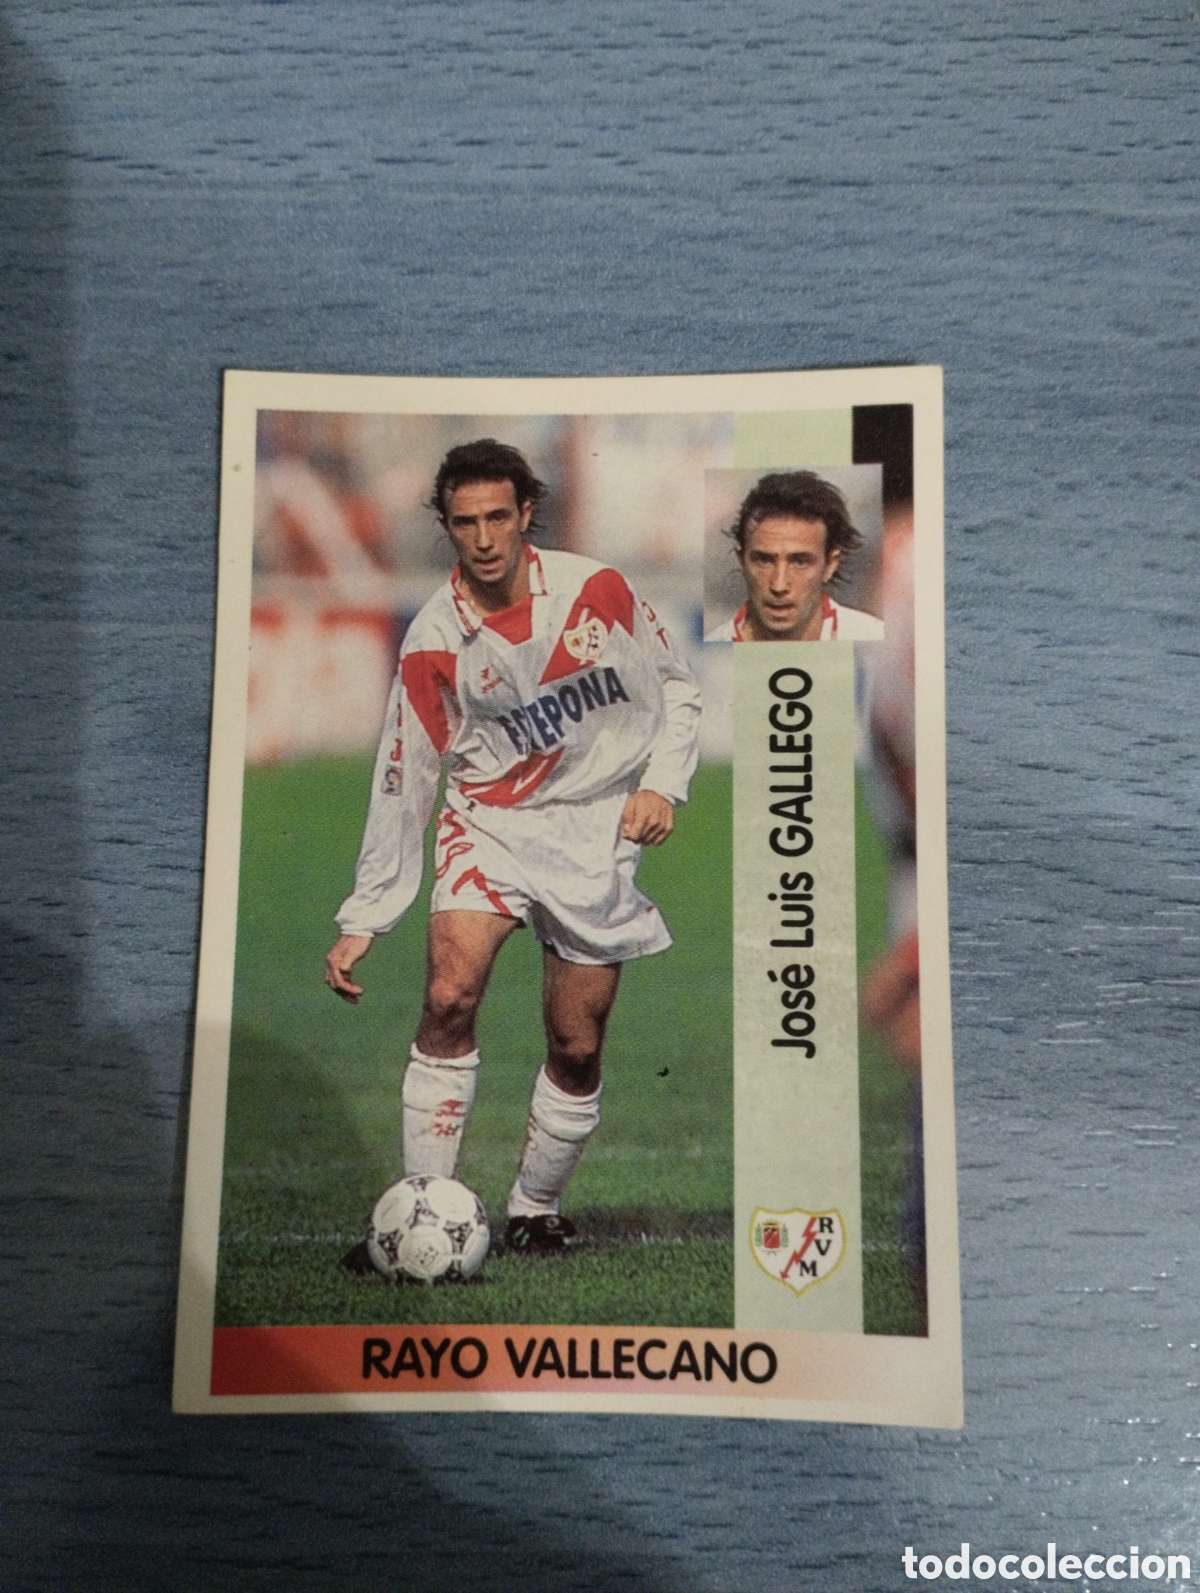 ESTEPONA
José Luis GALLEGO
RVM
RAYO VALLECANO
todocoleccion